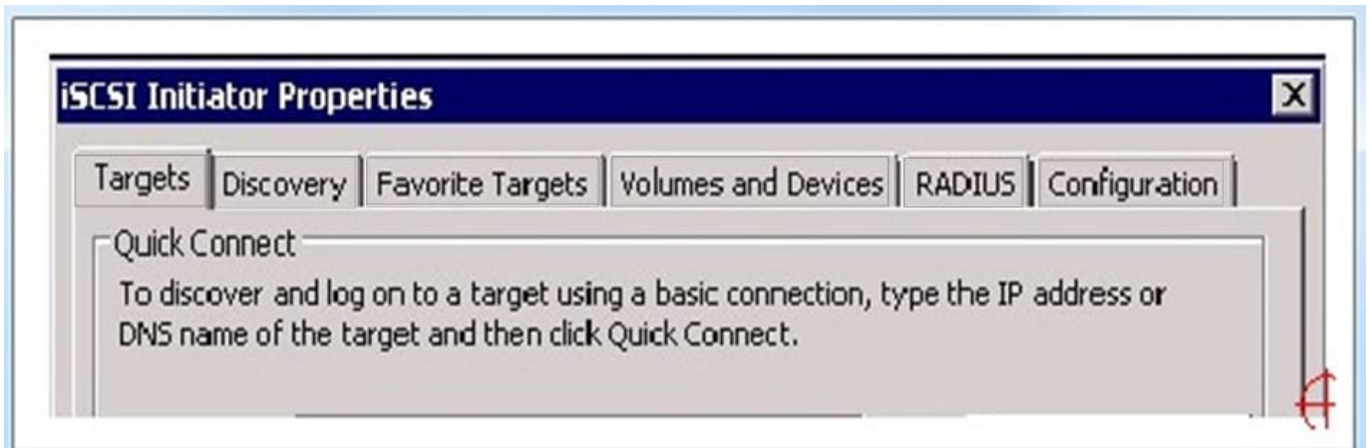 iSCSI Initiator Properties
Targets Discovery Favorite Targets Volumes and Devices RADIUS Configuration
Quick Connect
To discover and log on to a target using a basic connection, type the IP address or
DNS name of the target and then click Quick Connect.